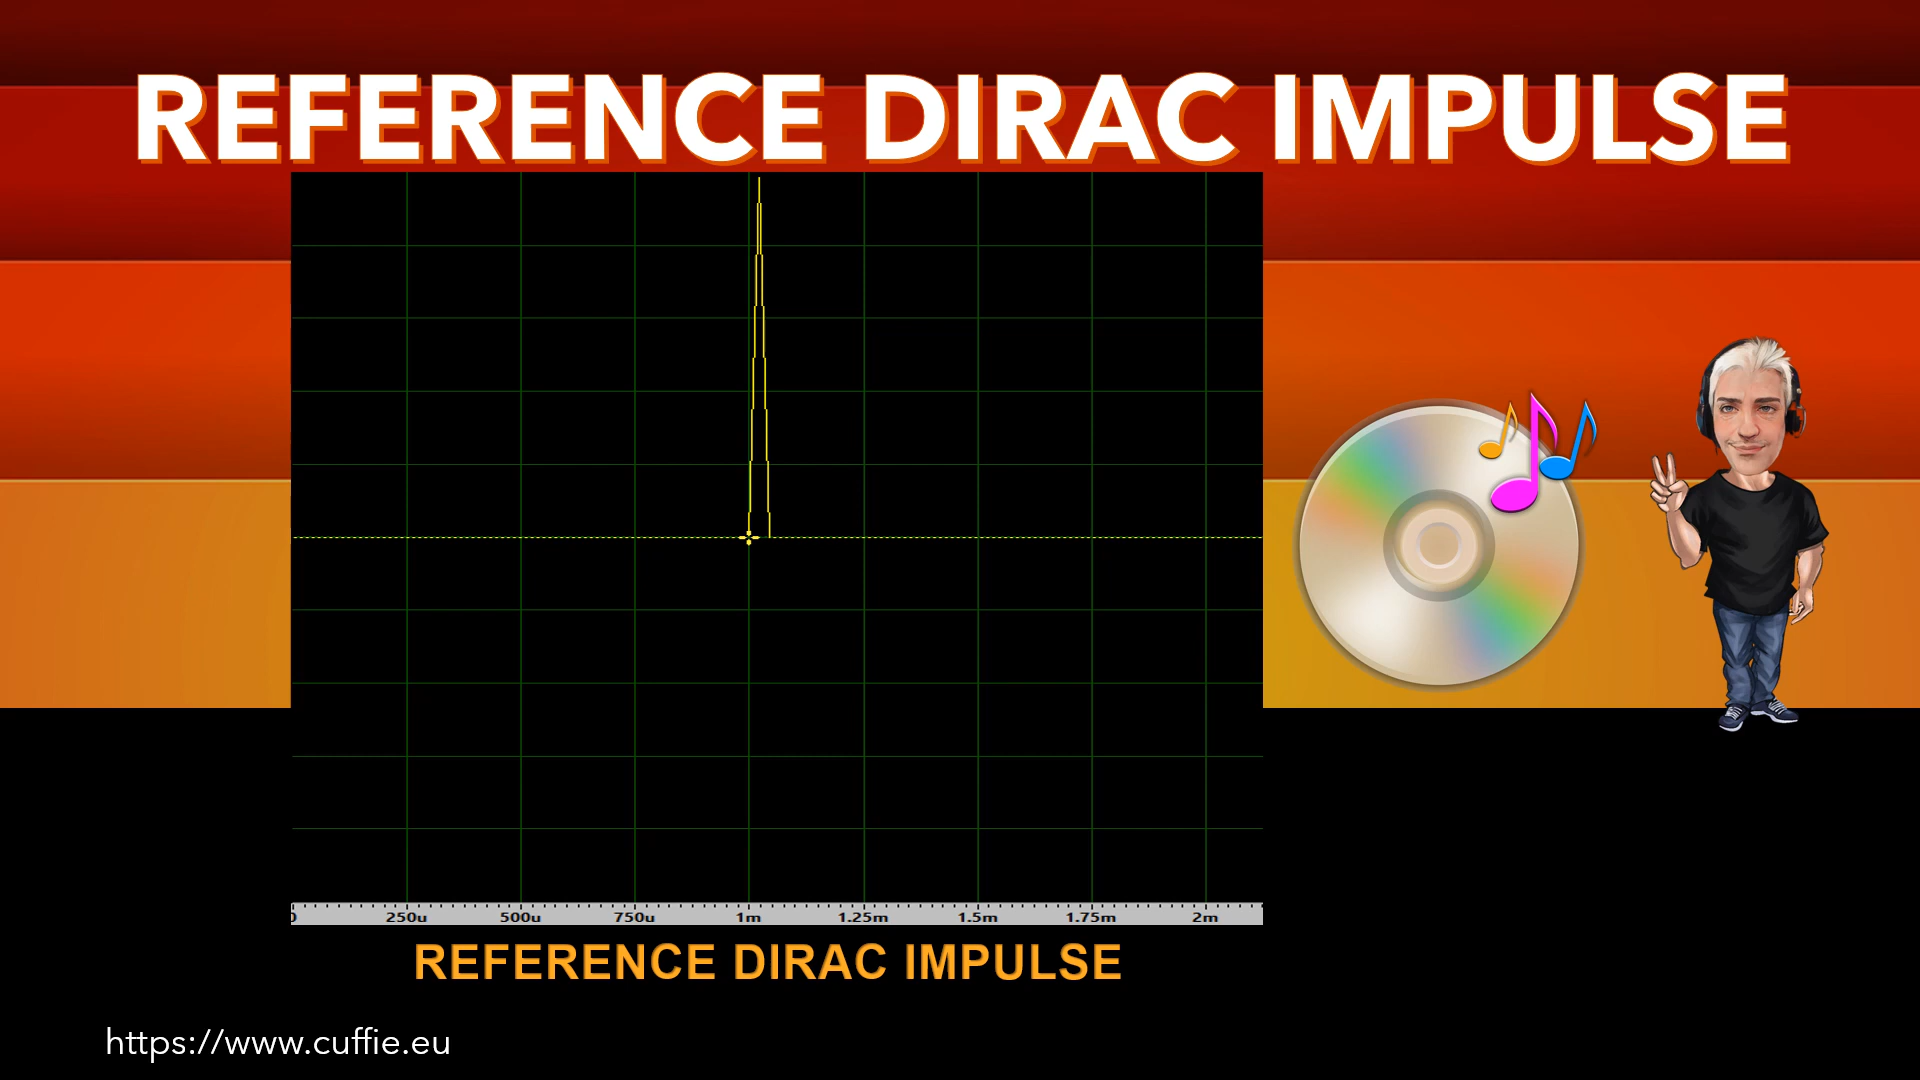 REFERENCE DIRAC IMPULSE
0 250u 500u 750u 1m 1.25m 1.5m 1.75m 2m
REFERENCE DIRAC IMPULSE
https://www.cuffie.eu